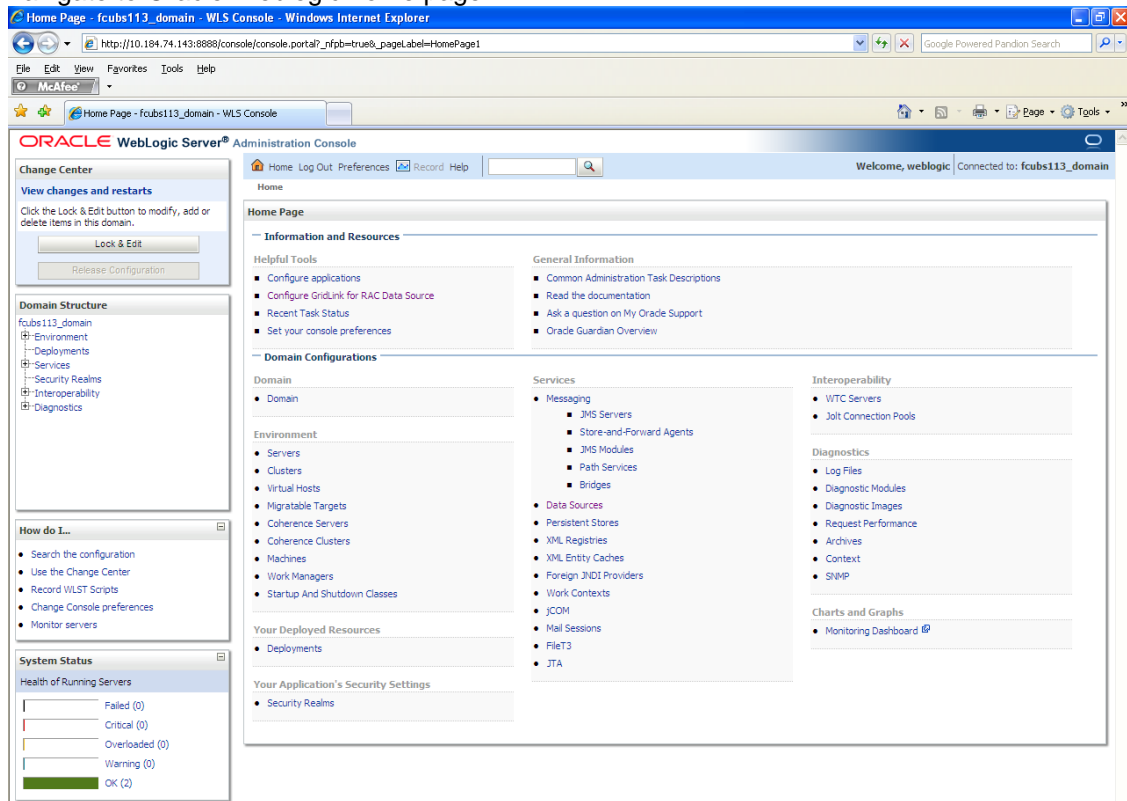 Home Page - fcubs113_domain - WLS Console - Windows Internet Explorer
http://10.184.74.143:8888/console/console.portal?_nfpb=true&_pageLabel=HomePage1
Google Powered Pandion Search
File Edit View Favorites Tools Help
McAfee
Home Page - fcubs113_domain - WLS Console
Page Tools
ORACLE WebLogic Server® Administration Console
Change Center
View changes and restarts
Click the Lock & Edit button to modify, add or
delete items in this domain.
Lock & Edit
Release Configuration
Domain Structure
fcubs113_domain
Environment
Deployments
Services
Security Realms
Interoperability
Diagnostics
How do I...
Search the configuration
Use the Change Center
Record WLST Scripts
Change Console preferences
Monitor servers
System Status
Health of Running Servers
Failed (0)
Critical (0)
Overloaded (0)
Warning (0)
OK (2)
Home Log Out Preferences Record Help
Welcome, weblogic Connected to: fcubs113_domain
Home
Home Page
Information and Resources
Helpful Tools
Configure applications
Configure GridLink for RAC Data Source
Recent Task Status
Set your console preferences
General Information
Common Administration Task Descriptions
Read the documentation
Ask a question on My Oracle Support
Oracle Guardian Overview
Domain Configurations
Domain
Domain
Environment
Servers
Clusters
Virtual Hosts
Migratable Targets
Coherence Servers
Coherence Clusters
Machines
Work Managers
Startup And Shutdown Classes
Your Deployed Resources
Deployments
Your Application's Security Settings
Security Realms
Services
Messaging
JMS Servers
Store-and-Forward Agents
JMS Modules
Path Services
Bridges
Data Sources
Persistent Stores
XML Registries
XML Entity Caches
Foreign JNDI Providers
Work Contexts
jCOM
Mail Sessions
FileT3
JTA
Interoperability
WTC Servers
Jolt Connection Pools
Diagnostics
Log Files
Diagnostic Modules
Diagnostic Images
Request Performance
Archives
Context
SNMP
Charts and Graphs
Monitoring Dashboard